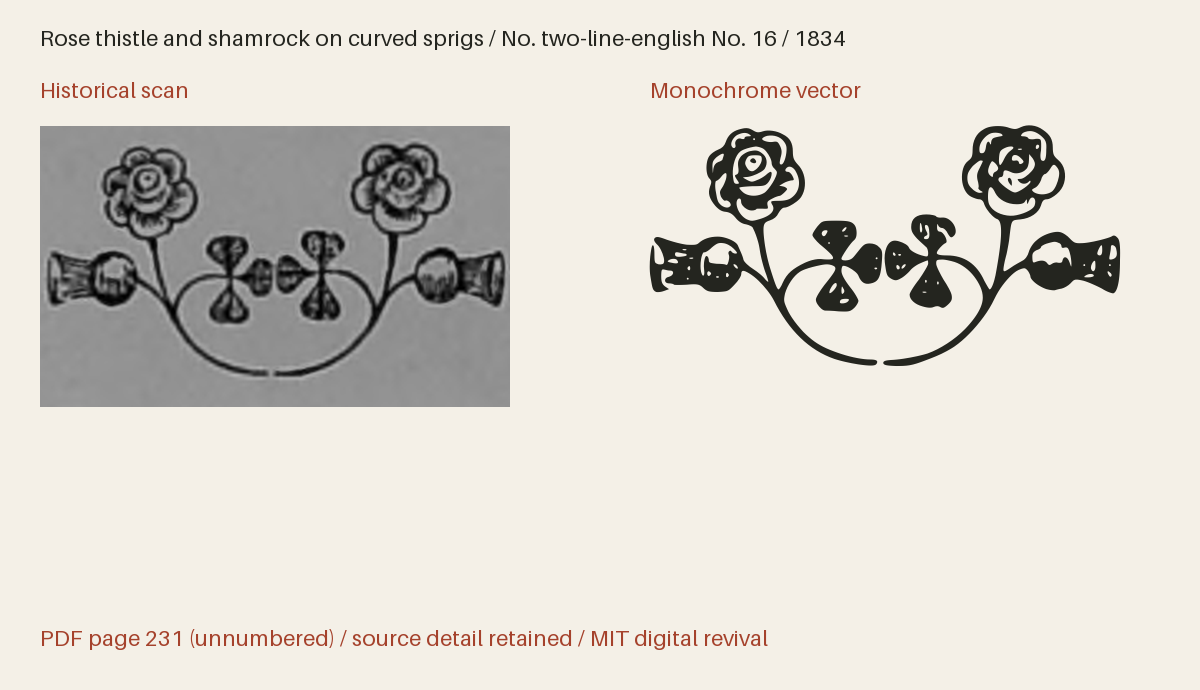 Rose thistle and shamrock on curved sprigs / No. two-line-english No. 16 / 1834
Historical scan
Monochrome vector
PDF page 231 (unnumbered) / source detail retained / MIT digital revival